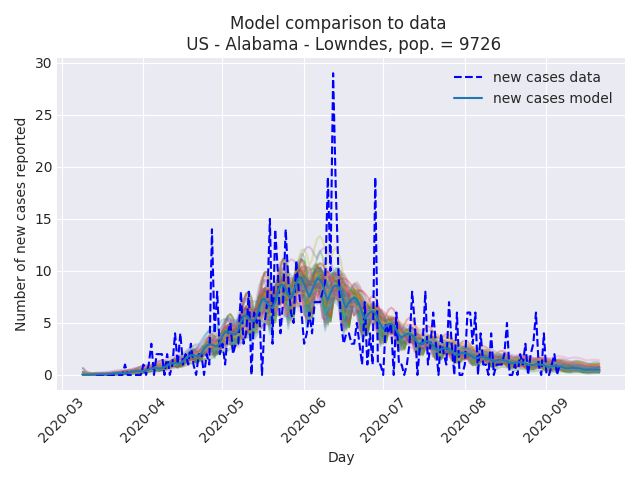 Model comparison to data
US - Alabama - Lowndes, pop. = 9726
new cases data
new cases model
Number of new cases reported
30
25
20
15
10
5
0
2020-03
2020-04
2020-05
2020-06
2020-07
2020-08
2020-09
Day